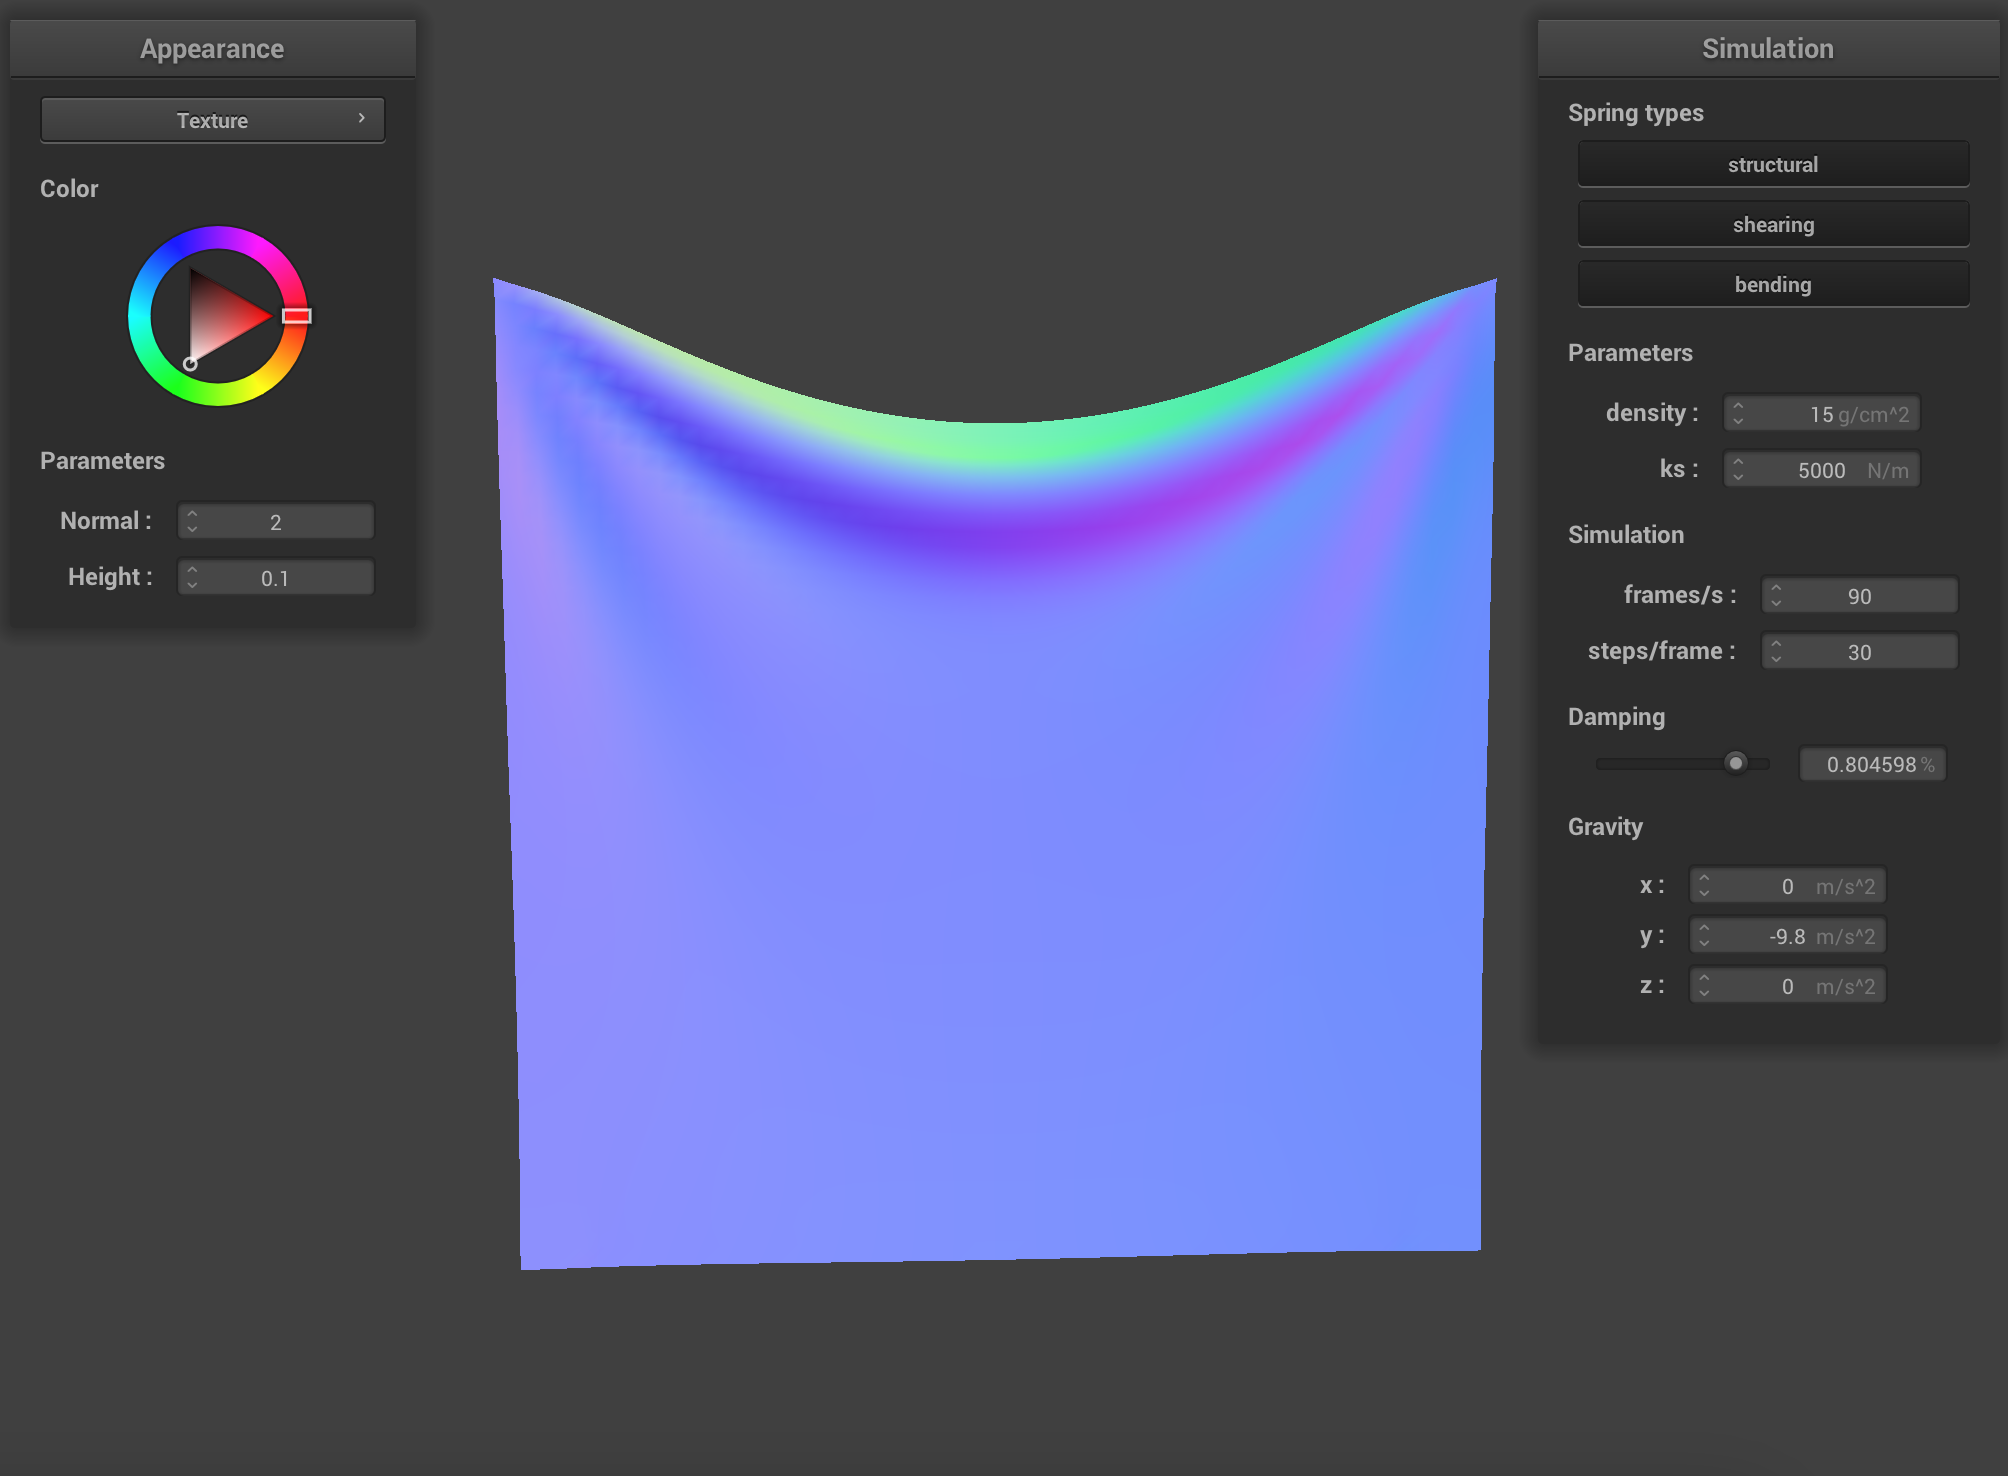 Appearance
Texture
Color
Parameters
Normal : 2
Height : 0.1
Simulation
Spring types
structural
shearing
bending
Parameters
density : 15 g/cm^2
ks : 5000 N/m
Simulation
frames/s : 90
steps/frame : 30
Damping
0.804598 %
Gravity
x : 0 m/s^2
y : -9.8 m/s^2
z : 0 m/s^2